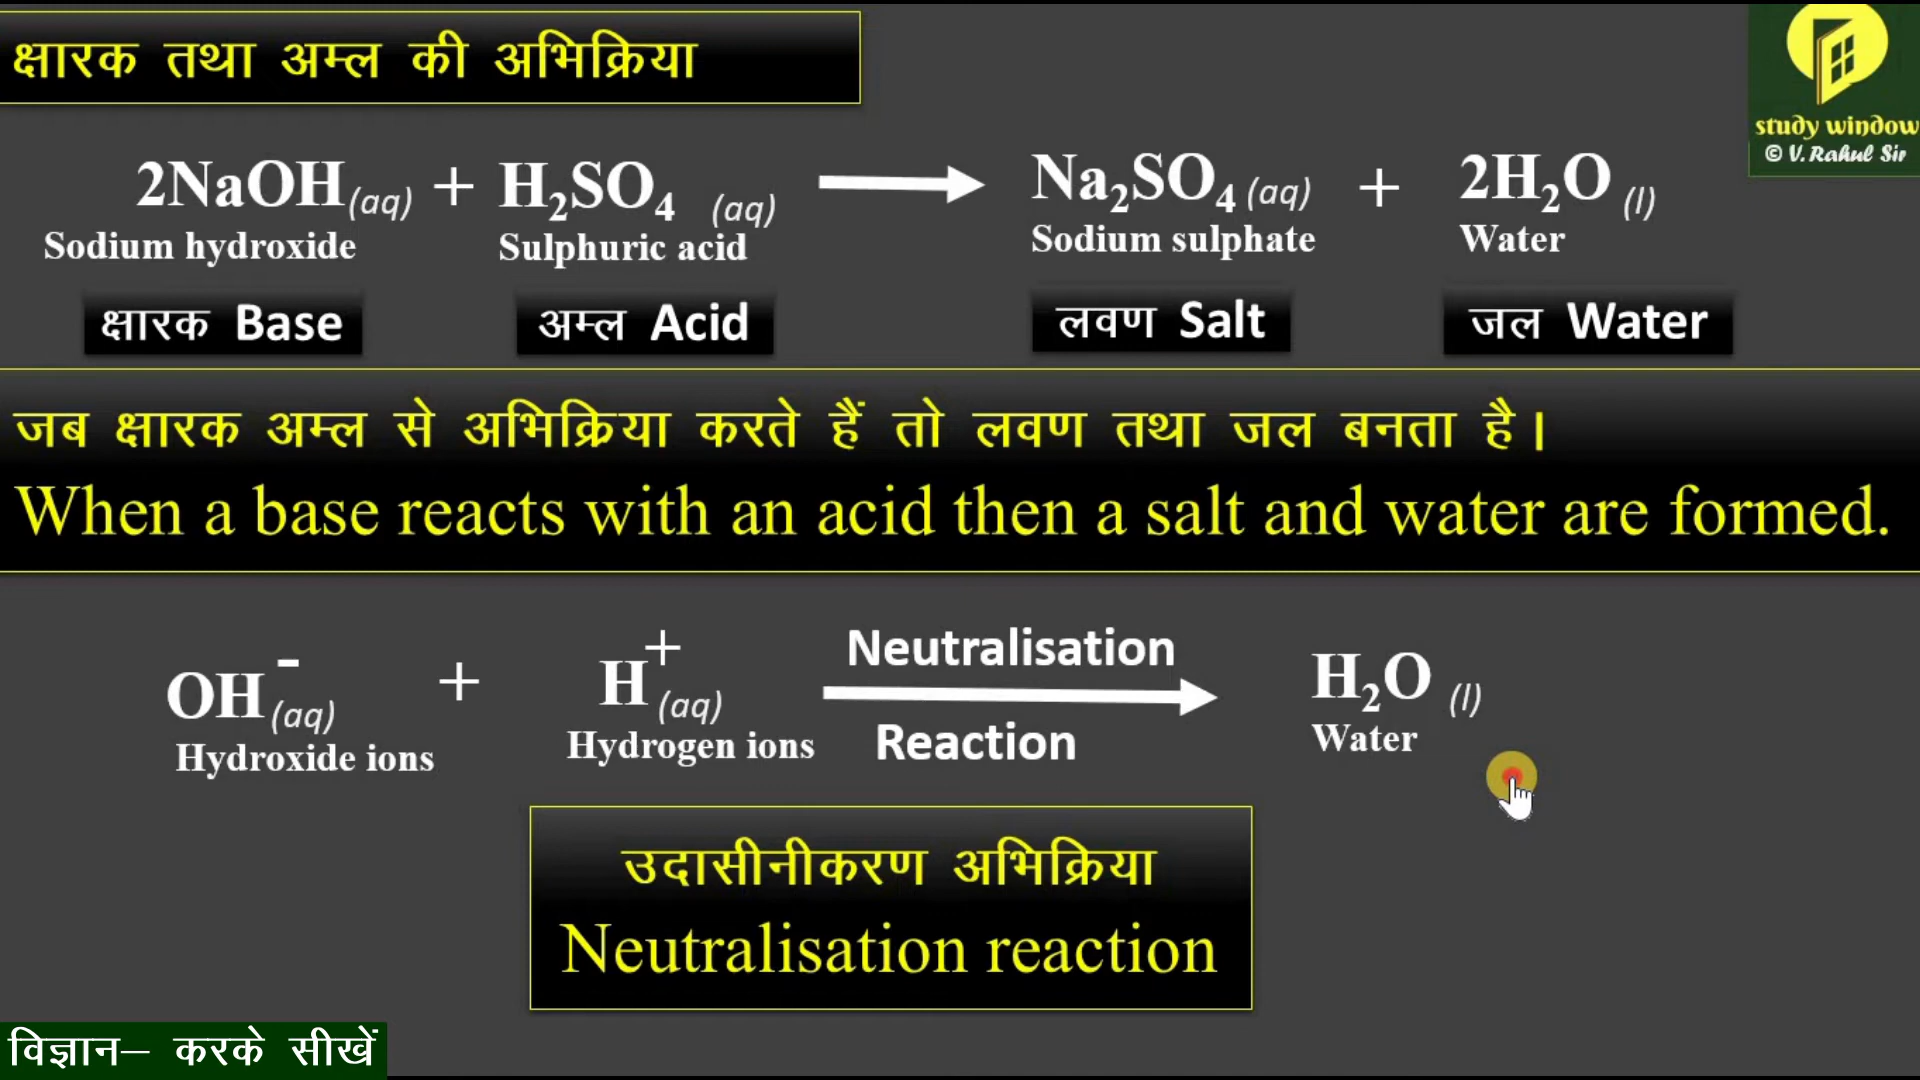 क्षारक तथा अम्ल की अभिक्रिया
study window
© V. Rahul Sir
2NaOH(aq) + H₂SO₄ (aq) ⟶ Na₂SO₄ (aq) + 2H₂O (l)
Sodium hydroxide Sulphuric acid Sodium sulphate Water
क्षारक Base अम्ल Acid लवण Salt जल Water
जब क्षारक अम्ल से अभिक्रिया करते हैं तो लवण तथा जल बनता है।
When a base reacts with an acid then a salt and water are formed.
Neutralisation
OH⁻(aq) + H⁺(aq) ⟶ H₂O (l)
Hydroxide ions Hydrogen ions Reaction Water
उदासीनीकरण अभिक्रिया
Neutralisation reaction
विज्ञान– करके सीखें